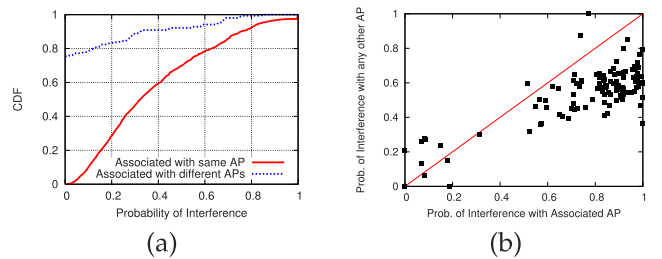 1
0.8
0.6
0.4
0.2
0
CDF
Associated with same AP
Associated with different APs
0 0.2 0.4 0.6 0.8 1
Probability of Interference
(a)
1
0.8
0.6
0.4
0.2
0
Prob. of Interference with any other AP
0 0.2 0.4 0.6 0.8 1
Prob. of Interference with Associated AP
(b)